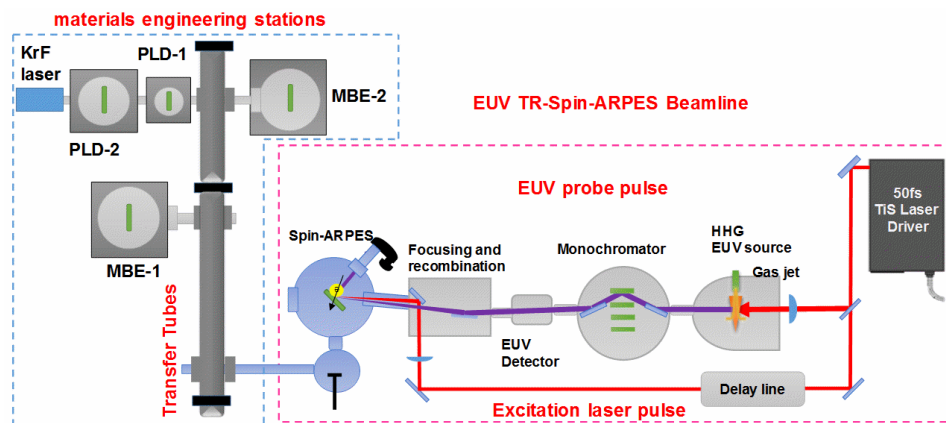 materials engineering stations
KrF
laser
PLD-1
PLD-2
MBE-2
MBE-1
Transfer Tubes
EUV TR-Spin-ARPES Beamline
EUV probe pulse
50fs
TiS Laser
Driver
Spin-ARPES
Focusing and
recombination
Monochromator
HHG
EUV source
Gas jet
EUV
Detector
Delay line
Excitation laser pulse